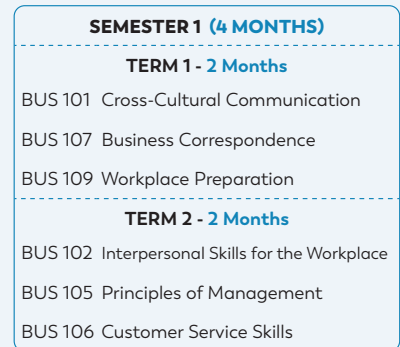 SEMESTER 1 (4 MONTHS)
TERM 1 - 2 Months
BUS 101 Cross-Cultural Communication
BUS 107 Business Correspondence
BUS 109 Workplace Preparation
TERM 2 - 2 Months
BUS 102 Interpersonal Skills for the Workplace
BUS 105 Principles of Management
BUS 106 Customer Service Skills